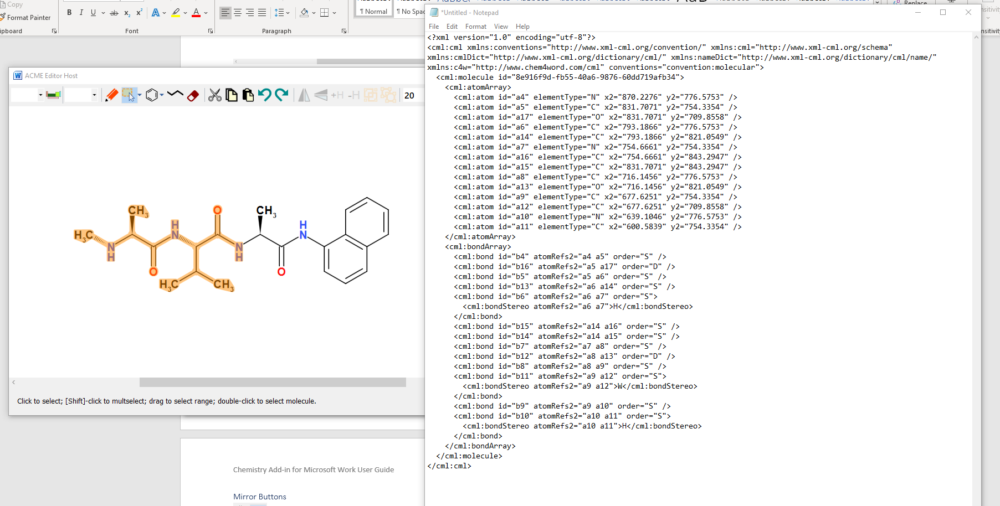 Copy
Format Painter
ipboard
B I U ab x₂ x² A A
Font
Paragraph
¶ Normal
¶ No Spac
Replace
nsitivity
nsitivit
ACME Editor Host
+H -H
20
CH₃
O
CH₃
H
N
H₃C
H
N
N
H
N
H
O
O
H₃C
CH₃
Click to select; [Shift]-click to multselect; drag to select range; double-click to select molecule.
Chemistry Add-in for Microsoft Work User Guide
Mirror Buttons
*Untitled - Notepad
File Edit Format View Help
<?xml version="1.0" encoding="utf-8"?>
<cml:cml xmlns:conventions="http://www.xml-cml.org/convention/" xmlns:cml="http://www.xml-cml.org/schema"
xmlns:cmlDict="http://www.xml-cml.org/dictionary/cml/" xmlns:nameDict="http://www.xml-cml.org/dictionary/cml/name/"
xmlns:c4w="http://www.chem4word.com/cml" conventions="convention:molecular">
<cml:molecule id="8e916f9d-fb55-40a6-9876-60dd719afb34">
<cml:atomArray>
<cml:atom id="a4" elementType="N" x2="870.2276" y2="776.5753" />
<cml:atom id="a5" elementType="C" x2="831.7071" y2="754.3354" />
<cml:atom id="a17" elementType="O" x2="831.7071" y2="709.8558" />
<cml:atom id="a6" elementType="C" x2="793.1866" y2="776.5753" />
<cml:atom id="a14" elementType="C" x2="793.1866" y2="821.0549" />
<cml:atom id="a7" elementType="N" x2="754.6661" y2="754.3354" />
<cml:atom id="a16" elementType="C" x2="754.6661" y2="843.2947" />
<cml:atom id="a15" elementType="C" x2="831.7071" y2="843.2947" />
<cml:atom id="a8" elementType="C" x2="716.1456" y2="776.5753" />
<cml:atom id="a13" elementType="O" x2="716.1456" y2="821.0549" />
<cml:atom id="a9" elementType="C" x2="677.6251" y2="754.3354" />
<cml:atom id="a12" elementType="C" x2="677.6251" y2="709.8558" />
<cml:atom id="a10" elementType="N" x2="639.1046" y2="776.5753" />
<cml:atom id="a11" elementType="C" x2="600.5839" y2="754.3354" />
</cml:atomArray>
<cml:bondArray>
<cml:bond id="b4" atomRefs2="a4 a5" order="S" />
<cml:bond id="b16" atomRefs2="a5 a17" order="D" />
<cml:bond id="b5" atomRefs2="a5 a6" order="S" />
<cml:bond id="b13" atomRefs2="a6 a14" order="S" />
<cml:bond id="b6" atomRefs2="a6 a7" order="S">
<cml:bondStereo atomRefs2="a6 a7">H</cml:bondStereo>
</cml:bond>
<cml:bond id="b15" atomRefs2="a14 a16" order="S" />
<cml:bond id="b14" atomRefs2="a14 a15" order="S" />
<cml:bond id="b7" atomRefs2="a7 a8" order="S" />
<cml:bond id="b12" atomRefs2="a8 a13" order="D" />
<cml:bond id="b8" atomRefs2="a8 a9" order="S" />
<cml:bond id="b11" atomRefs2="a9 a12" order="S">
<cml:bondStereo atomRefs2="a9 a12">W</cml:bondStereo>
</cml:bond>
<cml:bond id="b9" atomRefs2="a9 a10" order="S" />
<cml:bond id="b10" atomRefs2="a10 a11" order="S">
<cml:bondStereo atomRefs2="a10 a11">H</cml:bondStereo>
</cml:bond>
</cml:bondArray>
</cml:molecule>
</cml:cml>